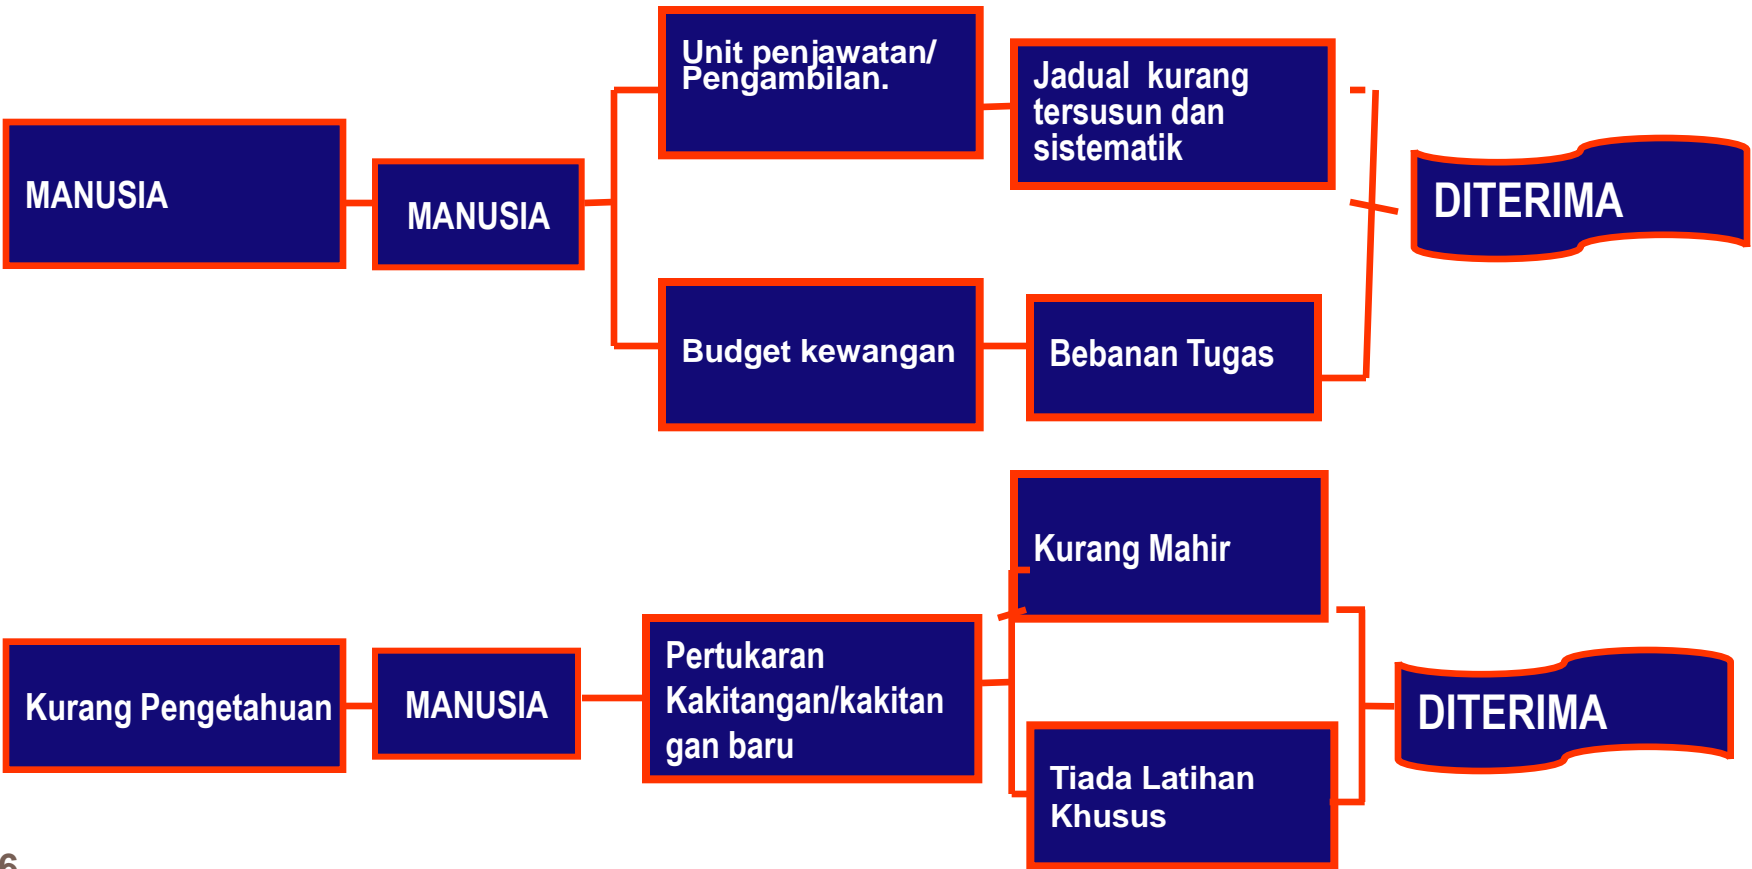 MANUSIA
MANUSIA
Unit penjawatan/
Pengambilan.
Jadual kurang
tersusun dan
sistematik
DITERIMA
Budget kewangan
Bebanan Tugas
Kurang Pengetahuan
MANUSIA
Pertukaran
Kakitangan/kakitan
gan baru
Kurang Mahir
Tiada Latihan
Khusus
DITERIMA